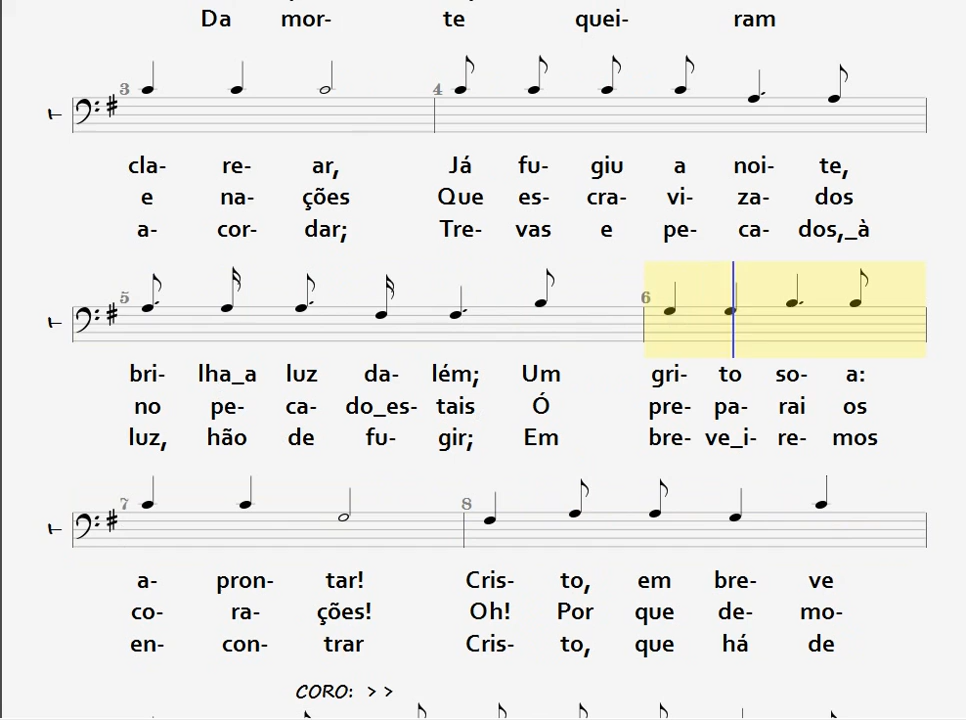 Da mor- te quei- ram
3 4
T
cla- re- ar, Já fu- giu a noi- te,
e na- ções Que es- cra- vi- za- dos
a- cor- dar; Tre- vas e pe- ca- dos,_à
5 6
T
bri- lha_a luz da- lém; Um gri- to so- a:
no pe- ca- do_es- tais Ó pre- pa- rai os
luz, hão de fu- gir; Em bre- ve_i- re- mos
7 8
T
a- pron- tar! Cris- to, em bre- ve
co- ra- ções! Oh! Por que de- mo-
en- con- trar Cris- to, que há de
CORO: > >